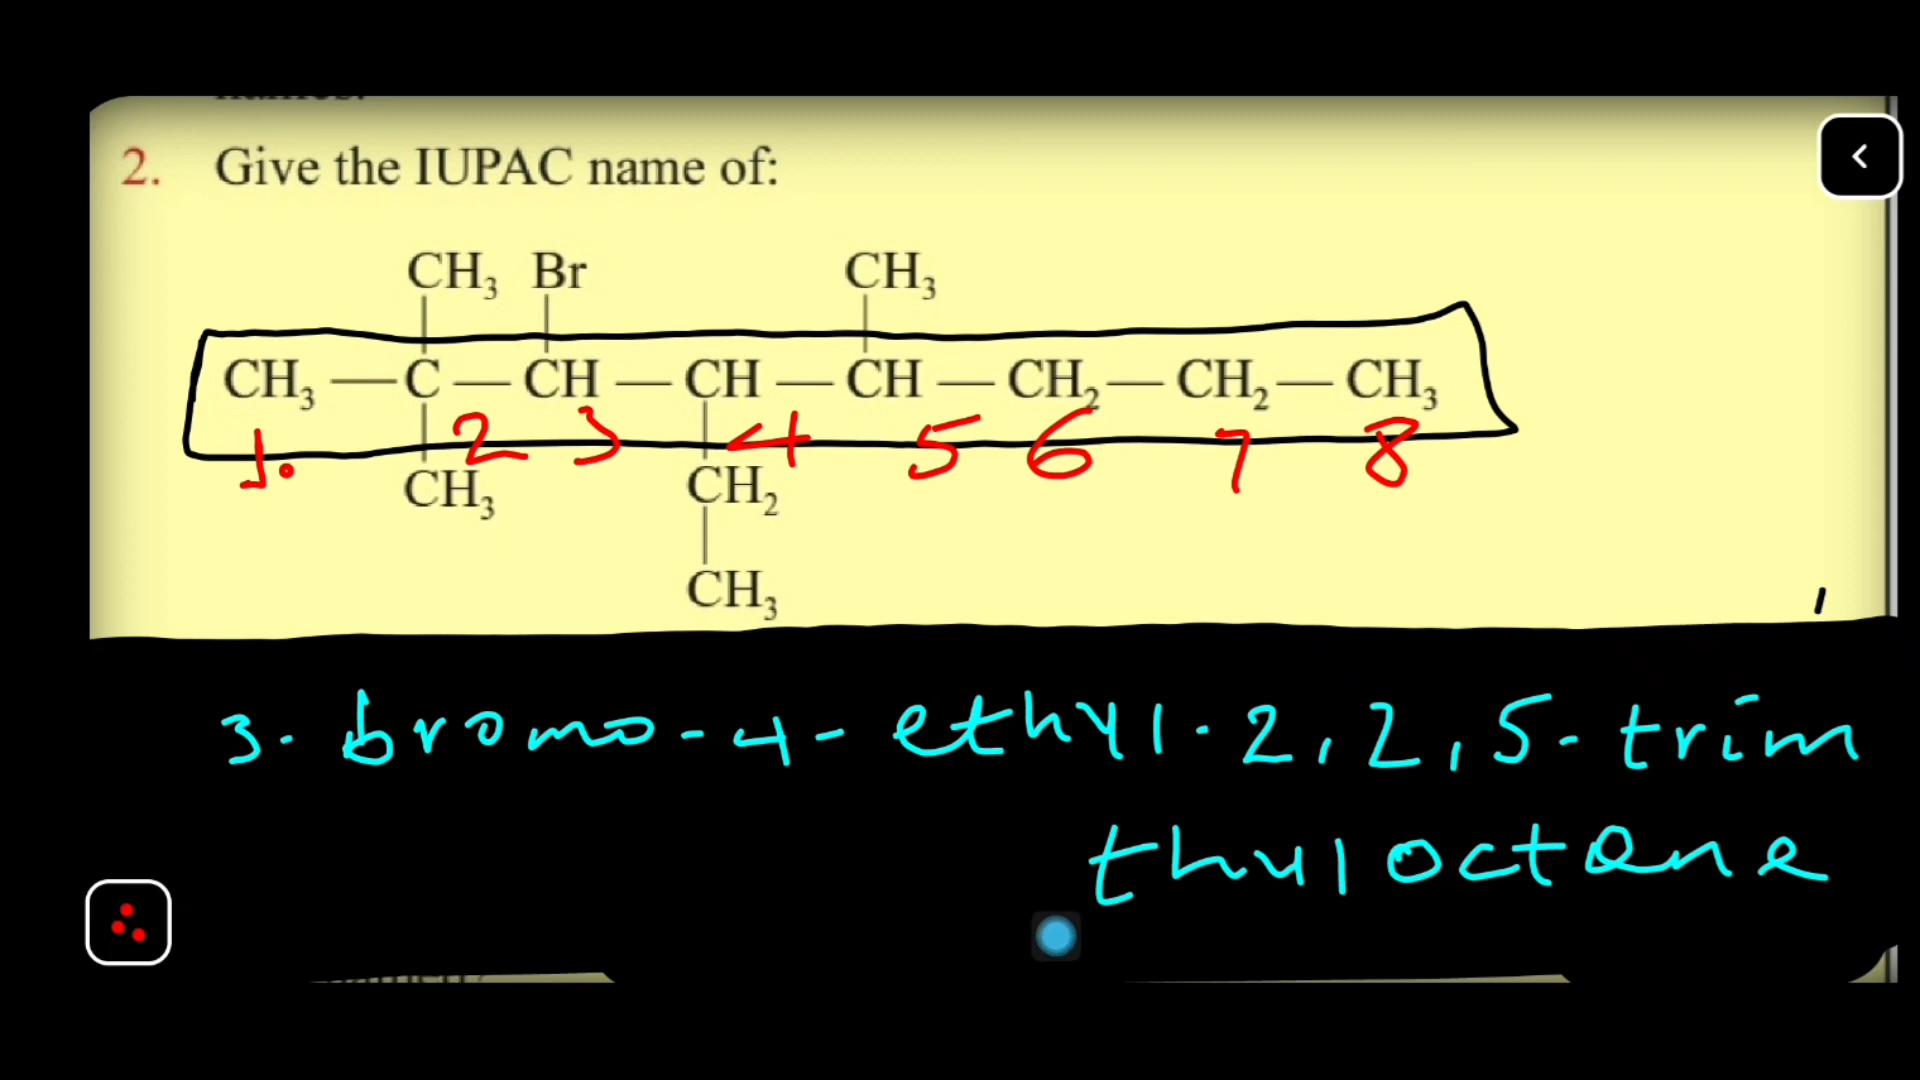 2. Give the IUPAC name of:
CH₃ Br CH₃
CH₃ — C — CH — CH — CH — CH₂ — CH₂ — CH₃
1. 2 3 4 5 6 7 8
CH₃ CH₂
CH₃
3. bromo-4-ethyl.2,2,5-trim
thyloctane